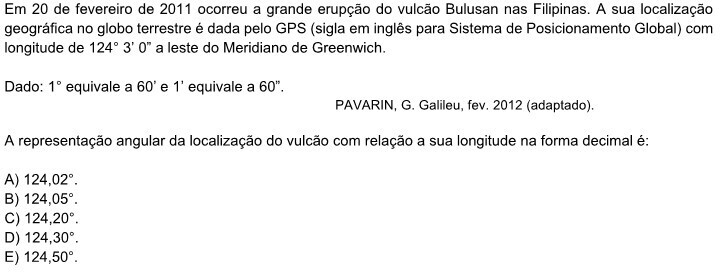 Em 20 de fevereiro de 2011 ocorreu a grande erupção do vulcão Bulusan nas Filipinas. A sua localização
geográfica no globo terrestre é dada pelo GPS (sigla em inglês para Sistema de Posicionamento Global) com
longitude de 124° 3' 0” a leste do Meridiano de Greenwich.
Dado: 1° equivale a 60' e 1' equivale a 60”.
PAVARIN, G. Galileu, fev. 2012 (adaptado).
A representação angular da localização do vulcão com relação a sua longitude na forma decimal é:
A) 124,02°.
B) 124,05°.
C) 124,20°.
D) 124,30°.
E) 124,50°.